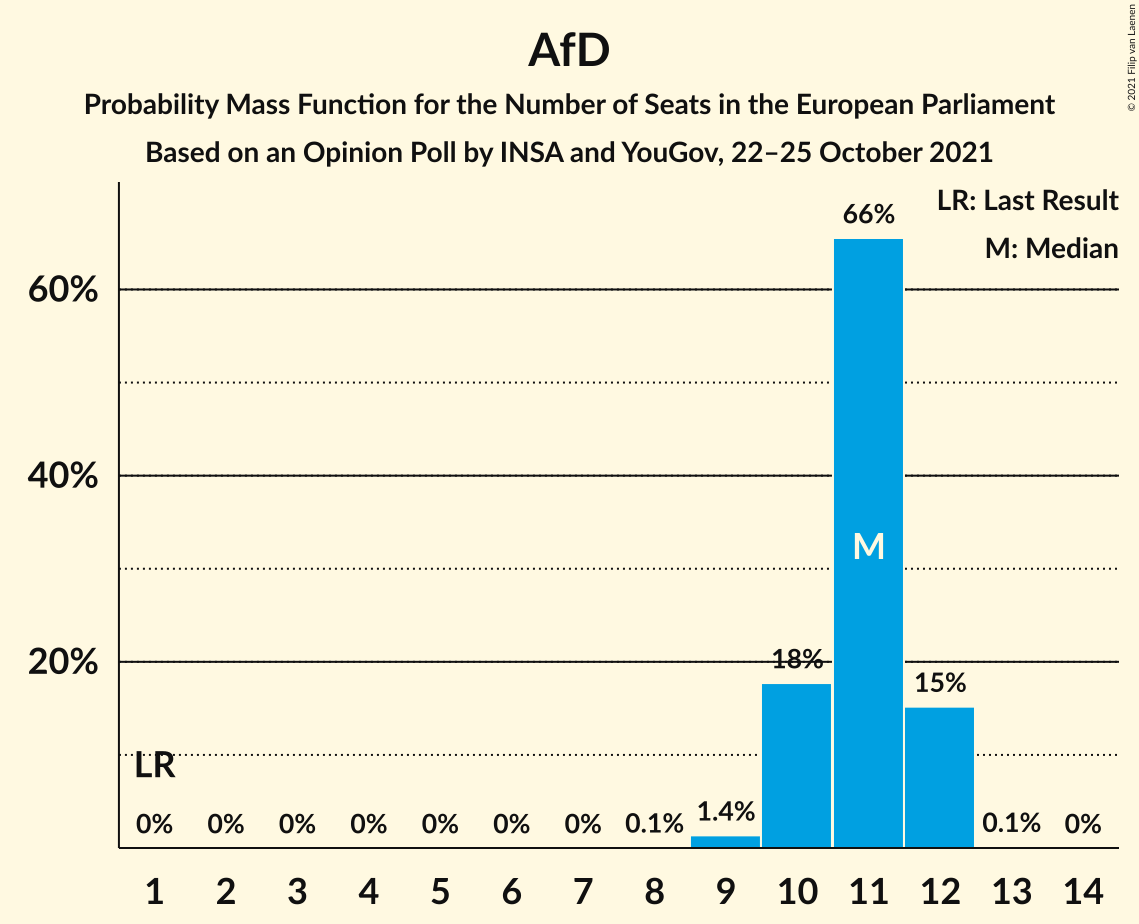 AfD
Probability Mass Function for the Number of Seats in the European Parliament
Based on an Opinion Poll by INSA and YouGov, 22–25 October 2021
© 2021 Filip van Laenen
LR: Last Result
M: Median
66%
60%
40%
M
20%
18%
15%
LR
0% 0% 0% 0% 0% 0% 0% 0.1% 1.4% 0.1% 0%
1 2 3 4 5 6 7 8 9 10 11 12 13 14